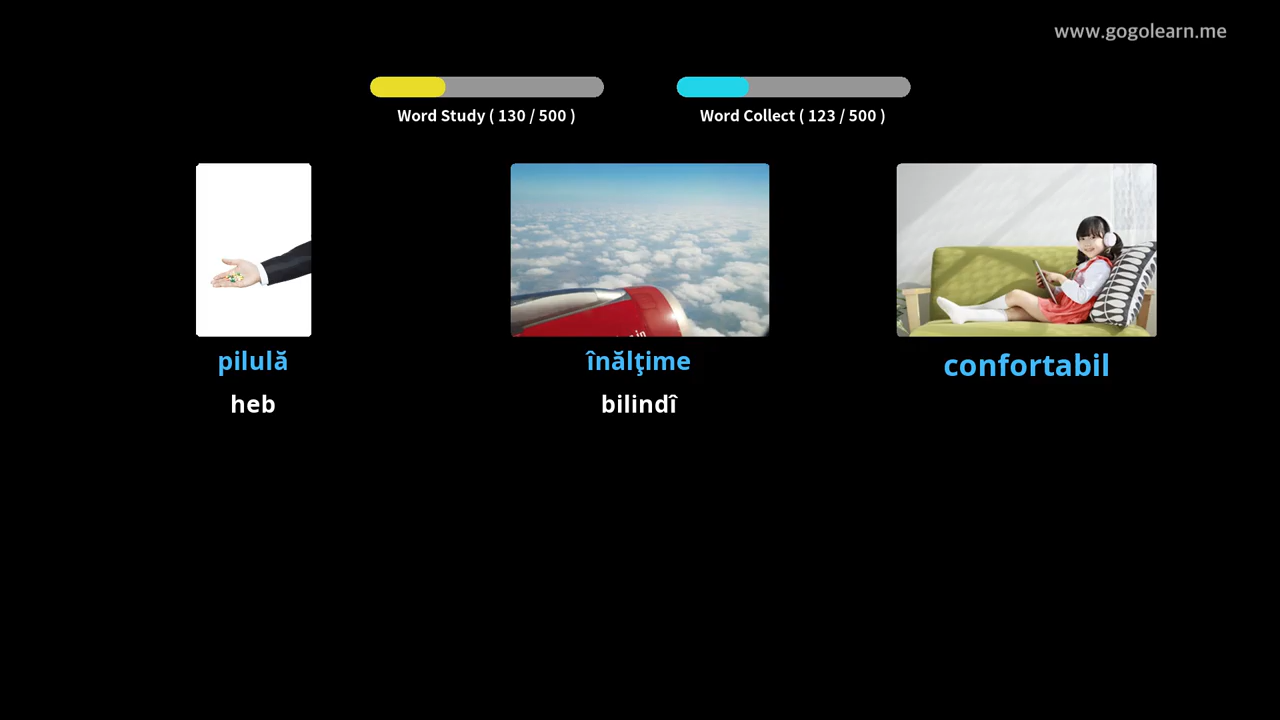 www.gogolearn.me
Word Study ( 130 / 500 )
Word Collect ( 123 / 500 )
pilulă
înălţime
confortabil
heb
bilindî